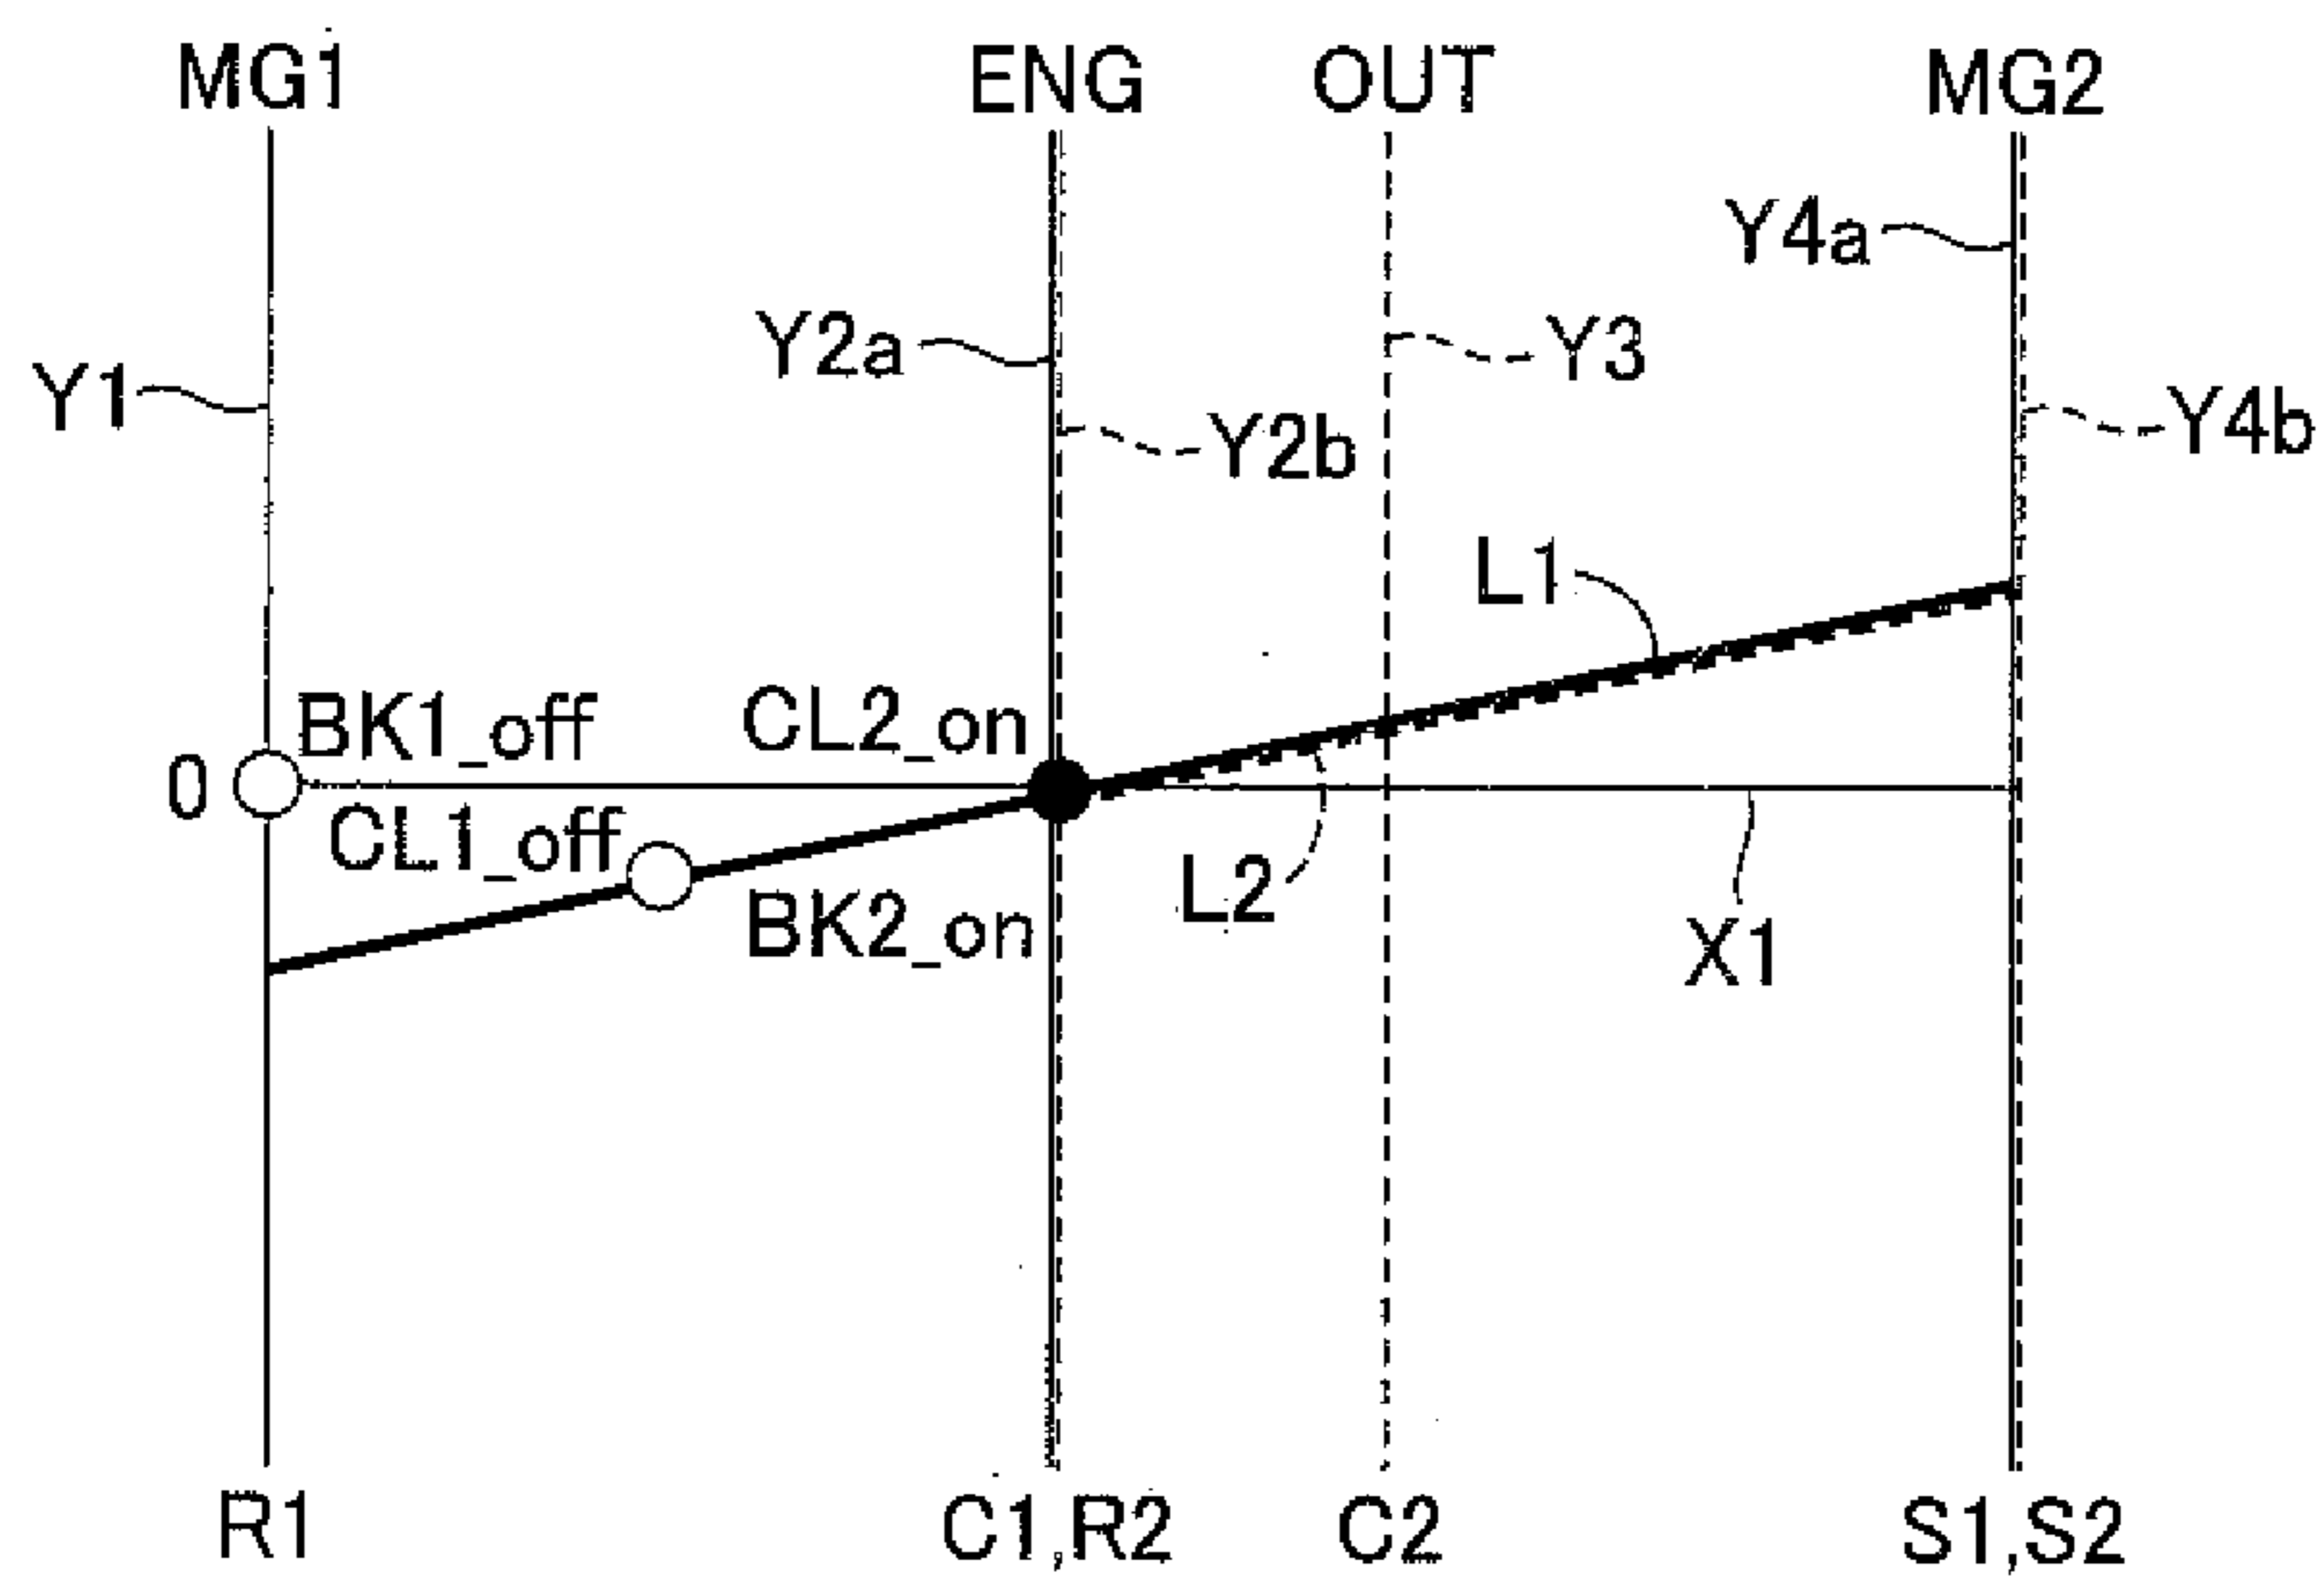 MG1 ENG OUT MG2
Y4a
Y2a Y3
Y1 Y4b
Y2b
L1
BK1_off CL2_on
0
CL1_off
L2
BK2_on X1
R1 C1,R2 C2 S1,S2